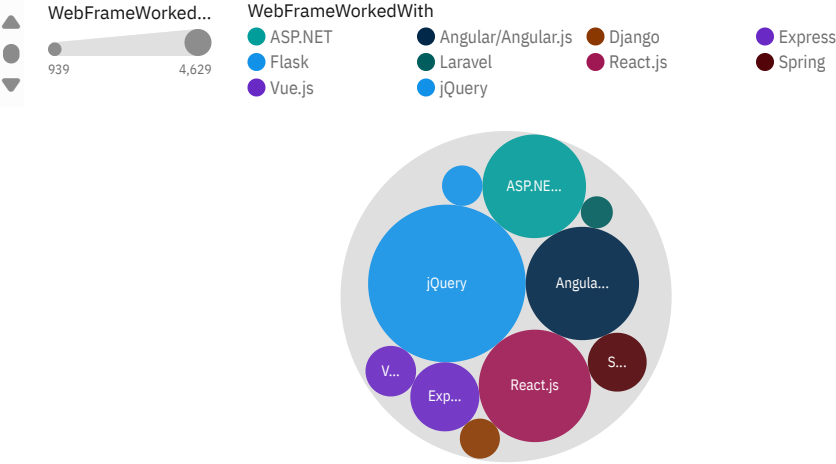 WebFrameWorked...
939 4,629
WebFrameWorkedWith
ASP.NET Angular/Angular.js Django Express
Flask Laravel React.js Spring
Vue.js jQuery
ASP.NE...
jQuery Angula...
V... Exp... React.js S...